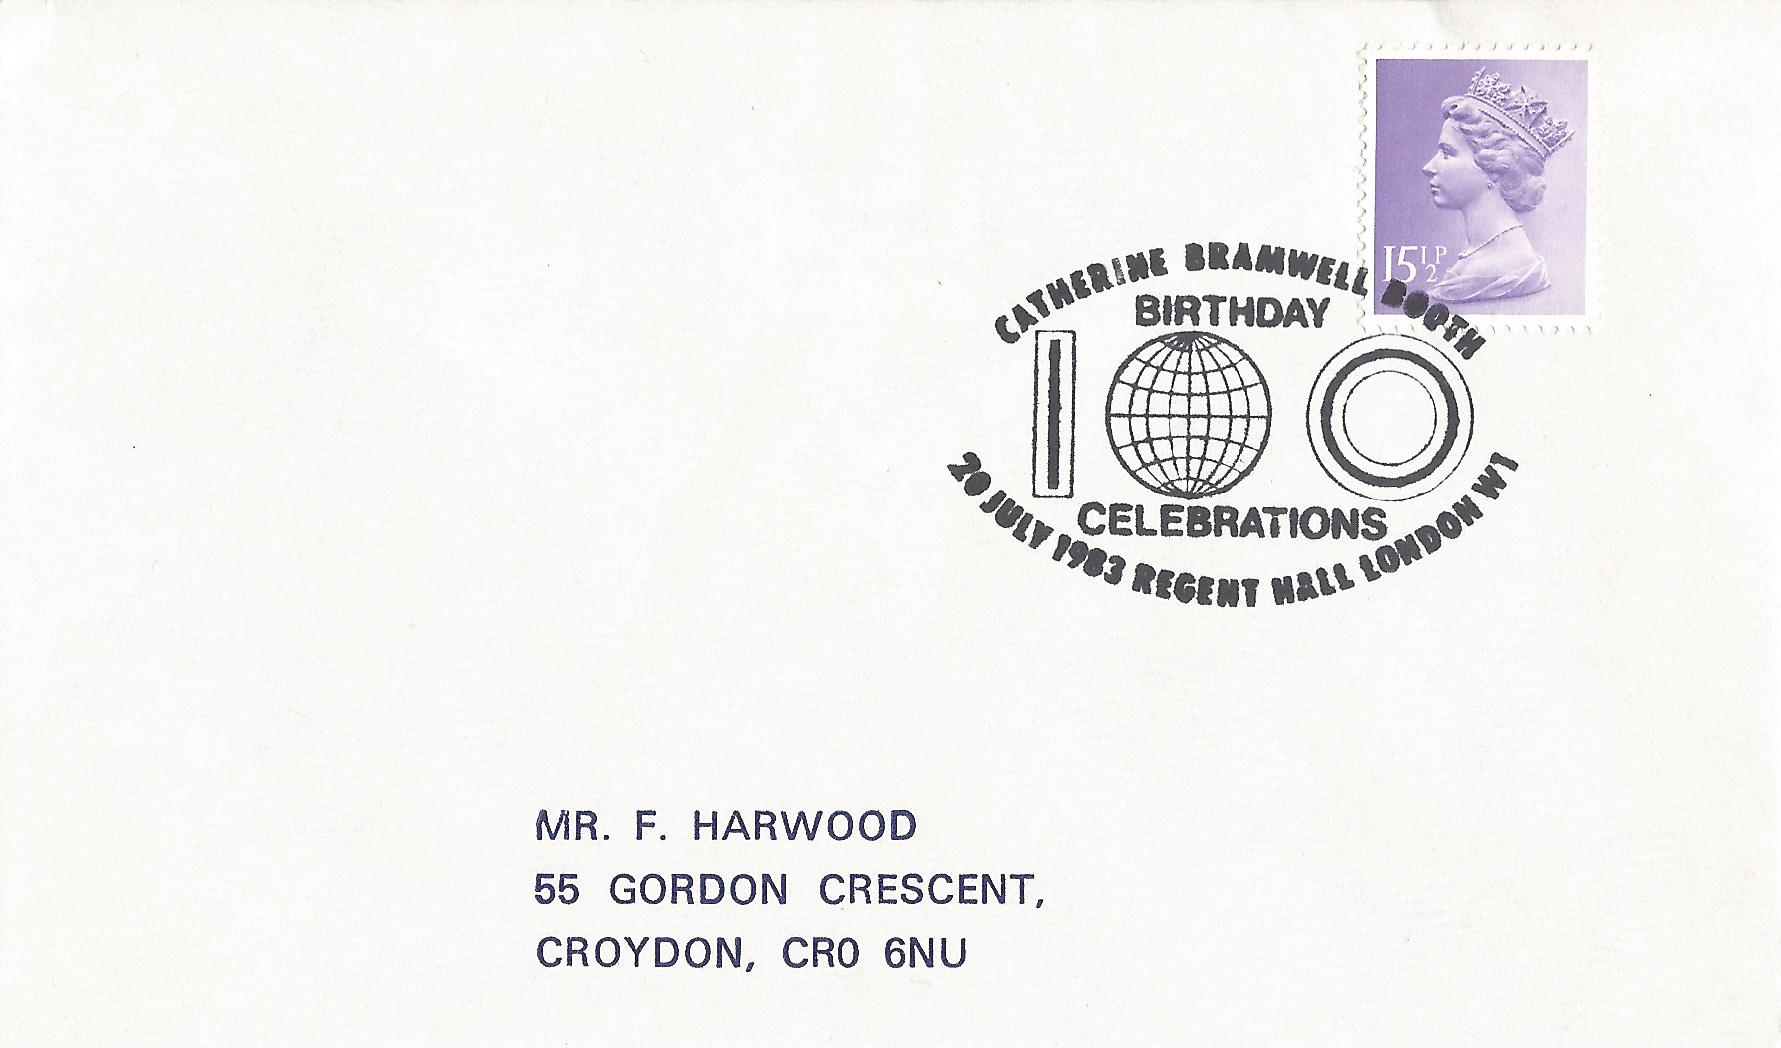 15½P
CATHERINE BRAMWELL BOOTH
BIRTHDAY
100
CELEBRATIONS
20 JULY 1983 REGENT HALL LONDON W1
MR. F. HARWOOD
55 GORDON CRESCENT,
CROYDON, CR0 6NU